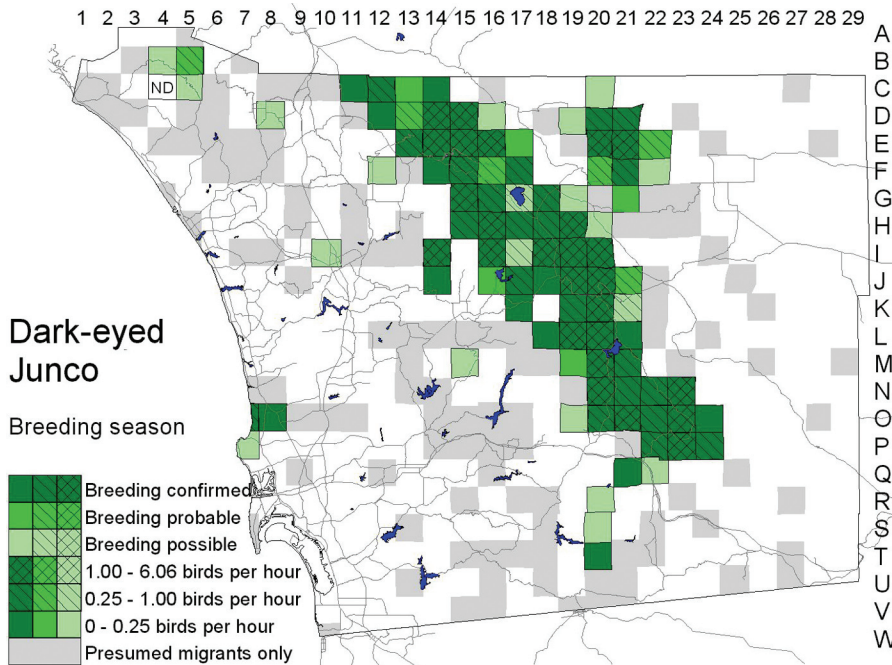 1 2 3 4 5 6 7 8 9 10 11 12 13 14 15 16 17 18 19 20 21 22 23 24 25 26 28 29
A
B
C
ND
D
E
F
G
H
I
J
K
L
M
N
O
P
Q
R
S
T
U
V
W
Dark-eyed
Junco
Breeding season
Breeding confirmed
Breeding probable
Breeding possible
1.00 - 6.06 birds per hour
0.25 - 1.00 birds per hour
0 - 0.25 birds per hour
Presumed migrants only